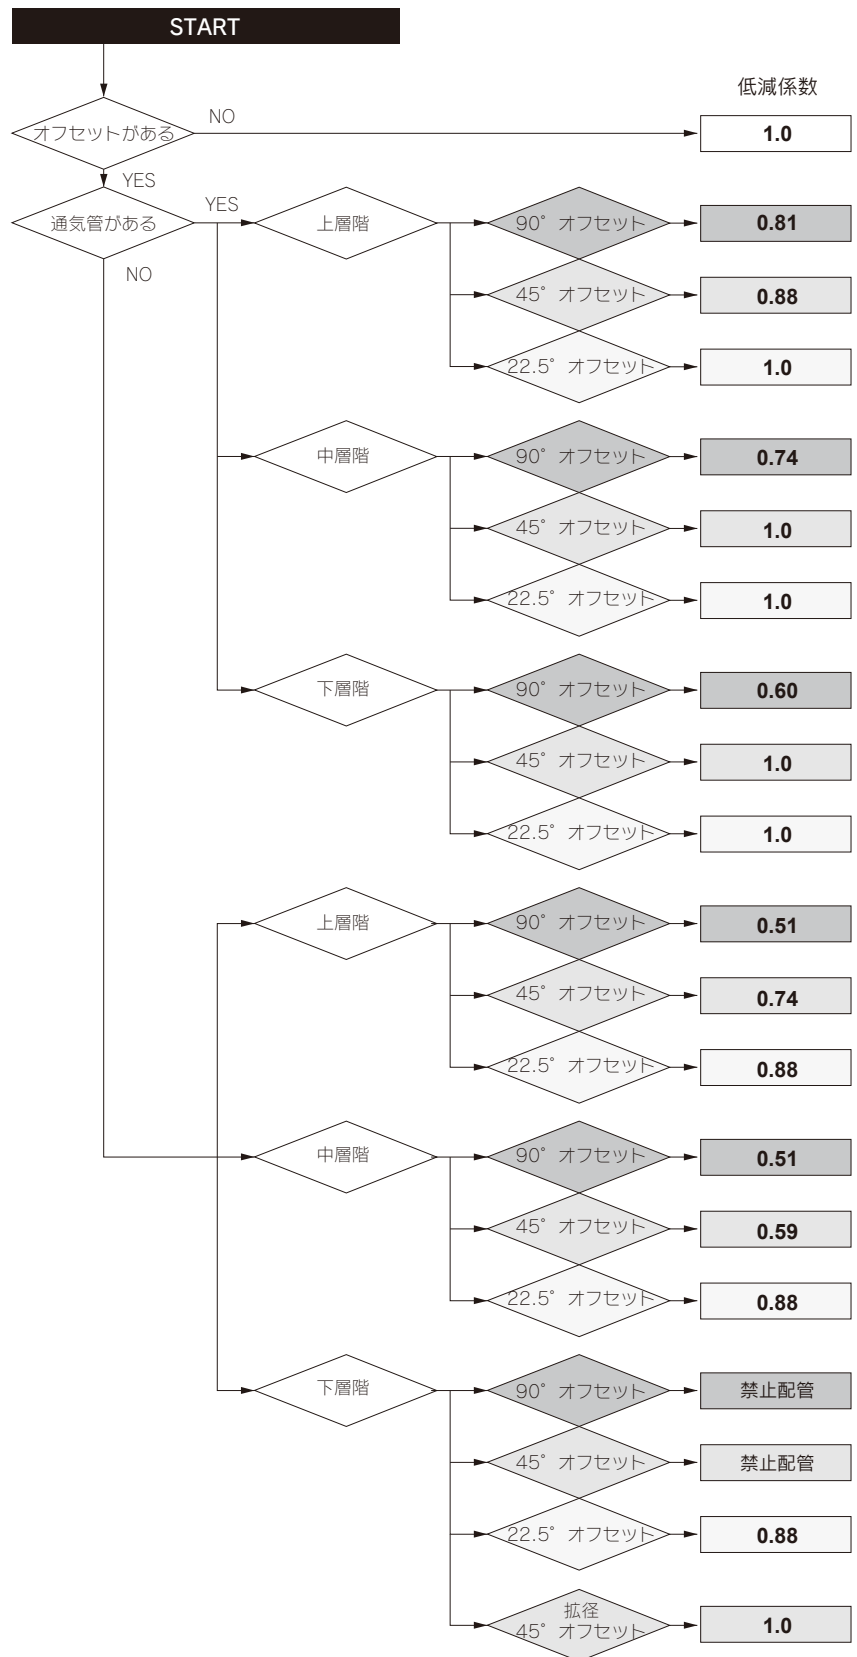 START
低減係数
オフセットがある
NO
1.0
YES
通気管がある
YES
NO
上層階
90° オフセット
0.81
45° オフセット
0.88
22.5° オフセット
1.0
中層階
90° オフセット
0.74
45° オフセット
1.0
22.5° オフセット
1.0
下層階
90° オフセット
0.60
45° オフセット
1.0
22.5° オフセット
1.0
上層階
90° オフセット
0.51
45° オフセット
0.74
22.5° オフセット
0.88
中層階
90° オフセット
0.51
45° オフセット
0.59
22.5° オフセット
0.88
下層階
90° オフセット
禁止配管
45° オフセット
禁止配管
22.5° オフセット
0.88
拡径
45° オフセット
1.0